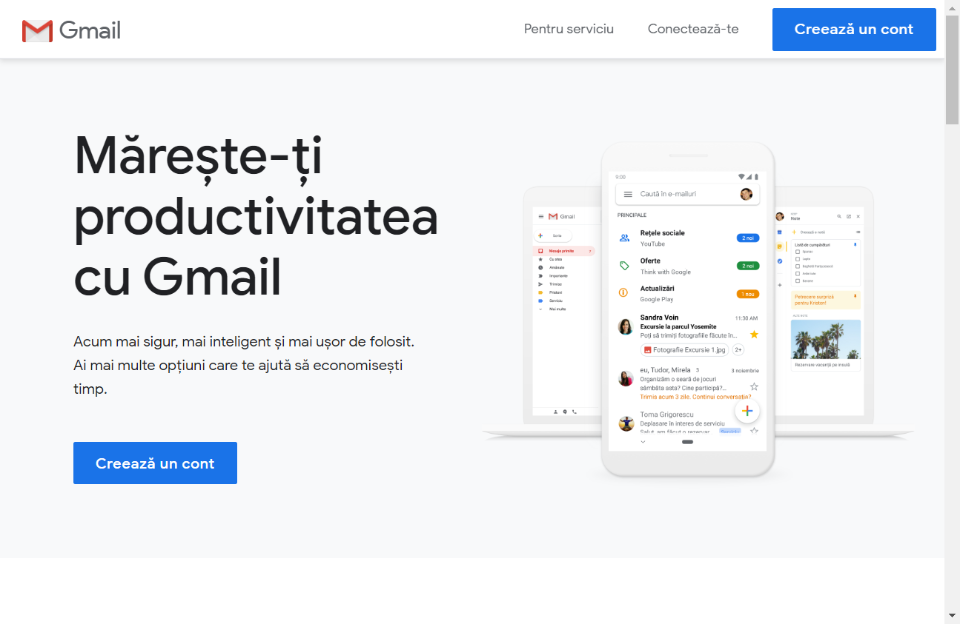 Gmail
Pentru serviciu
Conectează-te
Creează un cont
Mărește-ți
productivitatea
cu Gmail
Acum mai sigur, mai inteligent și mai ușor de folosit.
Ai mai multe opțiuni care te ajută să economisești
timp.
Creează un cont
Gmail
Caută în e-mailuri
PRINCIPALE
Rețele sociale
2 noi
YouTube
Oferte
2 noi
Think with Google
Actualizări
1 nou
Google Play
Sandra Voin
11:30 AM
Excursie la parcul Yosemite
Poți să trimiți fotografiile făcute în...
Fotografie Excursie 1.jpg
2+
eu, Tudor, Mirela 3
3 noiembrie
Organizăm o seară de jocuri
sâmbăta asta? Cine participă?...
Trimis acum 3 zile. Continui conversația?
Toma Grigorescu
Deplasare în interes de serviciu